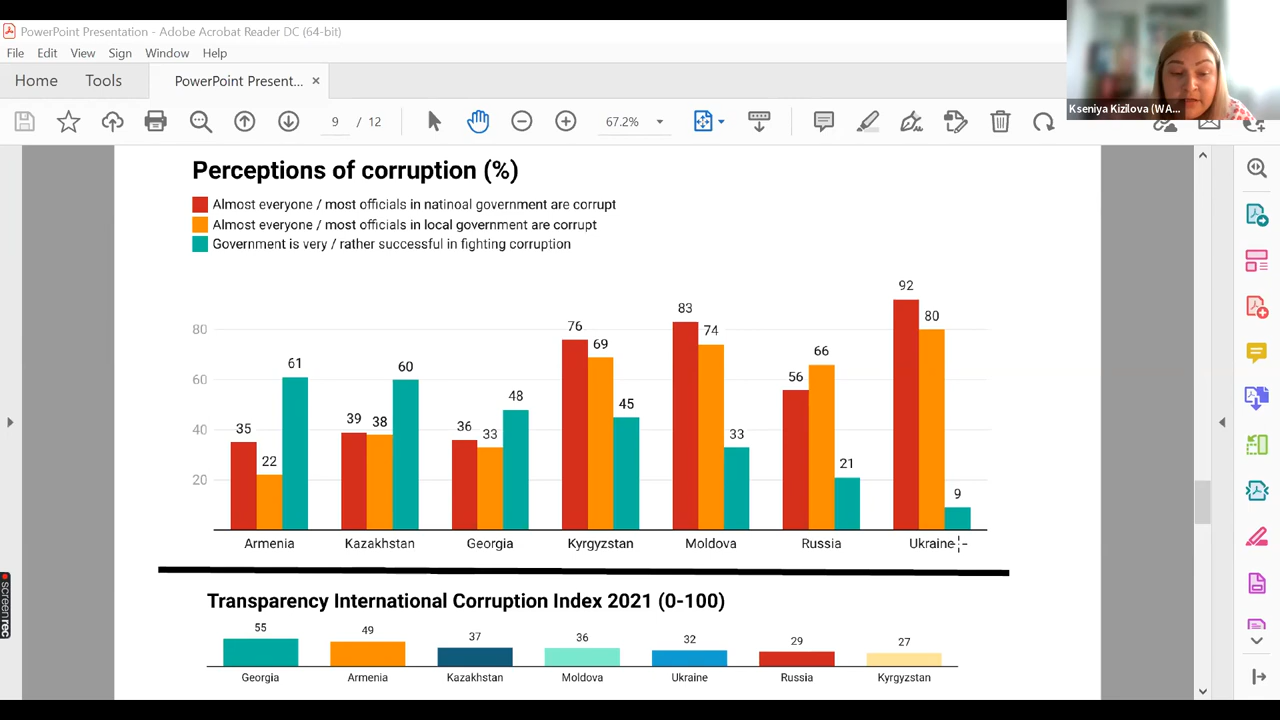 PowerPoint Presentation - Adobe Acrobat Reader DC (64-bit)
File Edit View Sign Window Help
Home Tools PowerPoint Present... ×
9 / 12 67.2%
Kseniya Kizilova (WA...
Perceptions of corruption (%)
Almost everyone / most officials in natinoal government are corrupt
Almost everyone / most officials in local government are corrupt
Government is very / rather successful in fighting corruption
80
60
40
20
35 22 61
39 38 60
36 33 48
76 69 45
83 74 33
56 66 21
92 80 9
Armenia Kazakhstan Georgia Kyrgyzstan Moldova Russia Ukraine
Transparency International Corruption Index 2021 (0-100)
55 49 37 36 32 29 27
Georgia Armenia Kazakhstan Moldova Ukraine Russia Kyrgyzstan
screenrec